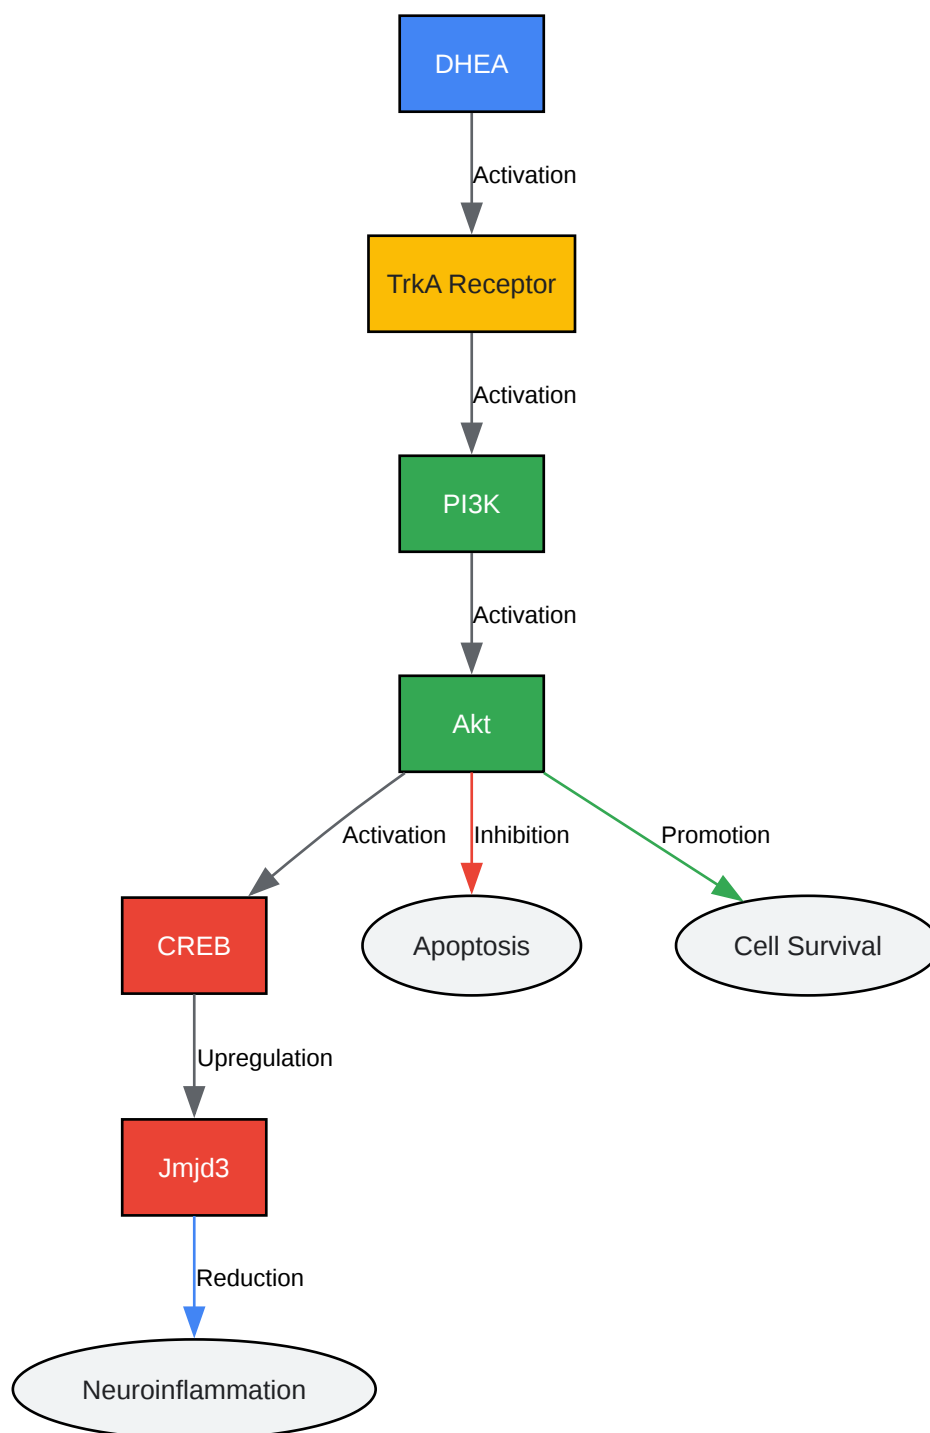 DHEA
Activation
TrkA Receptor
Activation
PI3K
Activation
Akt
Activation
Inhibition
Promotion
CREB
Apoptosis
Cell Survival
Upregulation
Jmjd3
Reduction
Neuroinflammation